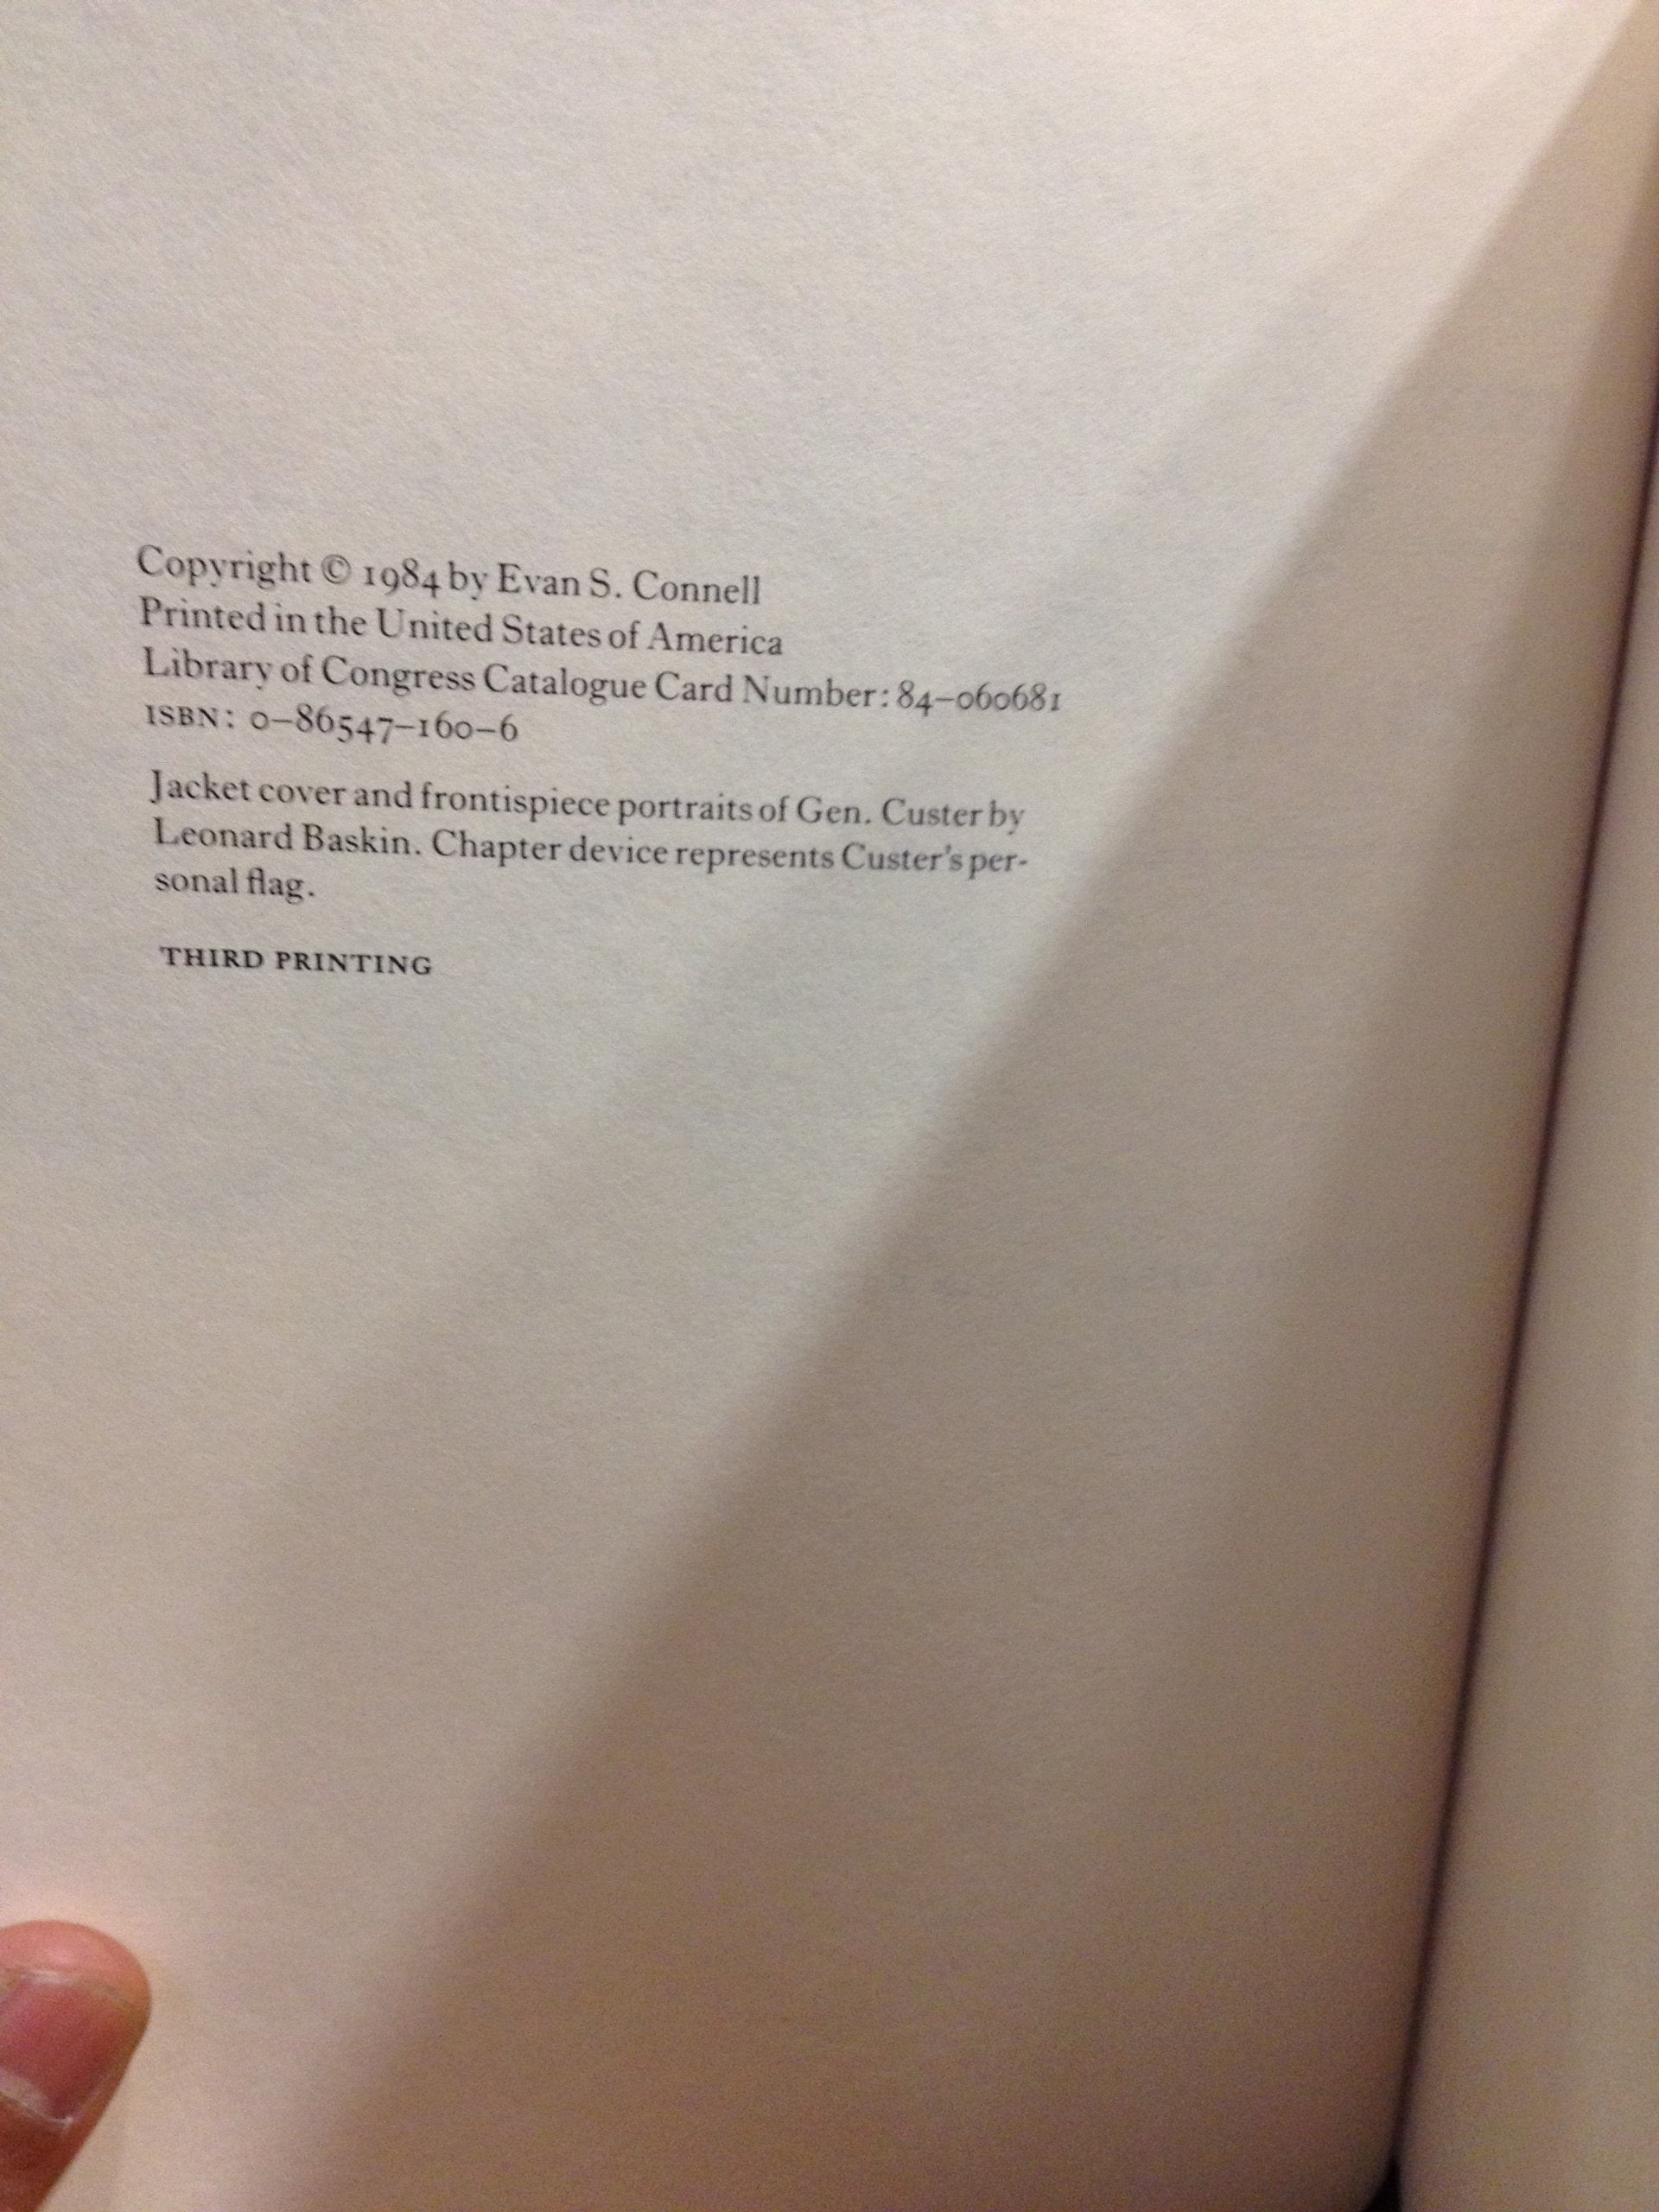 Copyright © 1984 by Evan S. Connell
Printed in the United States of America
Library of Congress Catalogue Card Number: 84–060681
ISBN: 0–86547–160–6
Jacket cover and frontispiece portraits of Gen. Custer by
Leonard Baskin. Chapter device represents Custer's per-
sonal flag.
THIRD PRINTING